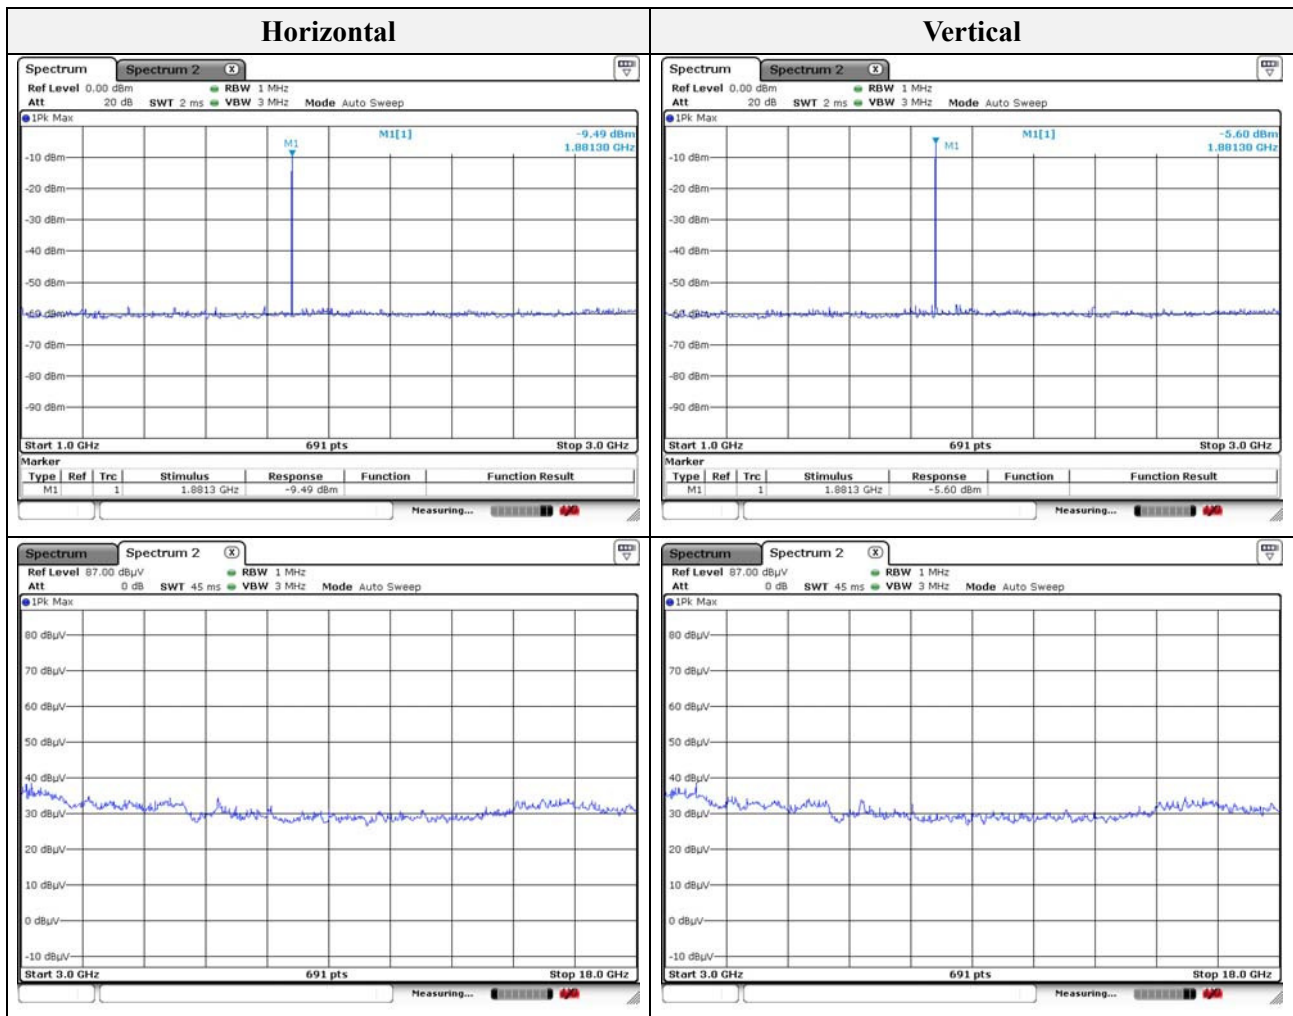 Horizontal
Vertical
Spectrum Spectrum 2 X
Ref Level 0.00 dBm RBW 1 MHz
Att 20 dB SWT 2 ms VBW 3 MHz Mode Auto Sweep
1Pk Max
M1[1] -9.49 dBm
1.88130 GHz
M1
-10 dBm
-20 dBm
-30 dBm
-40 dBm
-50 dBm
-60 dBm
-70 dBm
-80 dBm
-90 dBm
Start 1.0 GHz 691 pts Stop 3.0 GHz
Marker
Type Ref Trc Stimulus Response Function Function Result
M1 1 1.8813 GHz -9.49 dBm
Measuring...
Spectrum Spectrum 2 X
Ref Level 0.00 dBm RBW 1 MHz
Att 20 dB SWT 2 ms VBW 3 MHz Mode Auto Sweep
1Pk Max
M1[1] -5.60 dBm
1.88130 GHz
M1
-10 dBm
-20 dBm
-30 dBm
-40 dBm
-50 dBm
-60 dBm
-70 dBm
-80 dBm
-90 dBm
Start 1.0 GHz 691 pts Stop 3.0 GHz
Marker
Type Ref Trc Stimulus Response Function Function Result
M1 1 1.8813 GHz -5.60 dBm
Measuring...
Spectrum Spectrum 2 X
Ref Level 87.00 dBµV RBW 1 MHz
Att 0 dB SWT 45 ms VBW 3 MHz Mode Auto Sweep
1Pk Max
80 dBµV
70 dBµV
60 dBµV
50 dBµV
40 dBµV
30 dBµV
20 dBµV
10 dBµV
0 dBµV
-10 dBµV
Start 3.0 GHz 691 pts Stop 18.0 GHz
Measuring...
Spectrum Spectrum 2 X
Ref Level 87.00 dBµV RBW 1 MHz
Att 0 dB SWT 45 ms VBW 3 MHz Mode Auto Sweep
1Pk Max
80 dBµV
70 dBµV
60 dBµV
50 dBµV
40 dBµV
30 dBµV
20 dBµV
10 dBµV
0 dBµV
-10 dBµV
Start 3.0 GHz 691 pts Stop 18.0 GHz
Measuring...